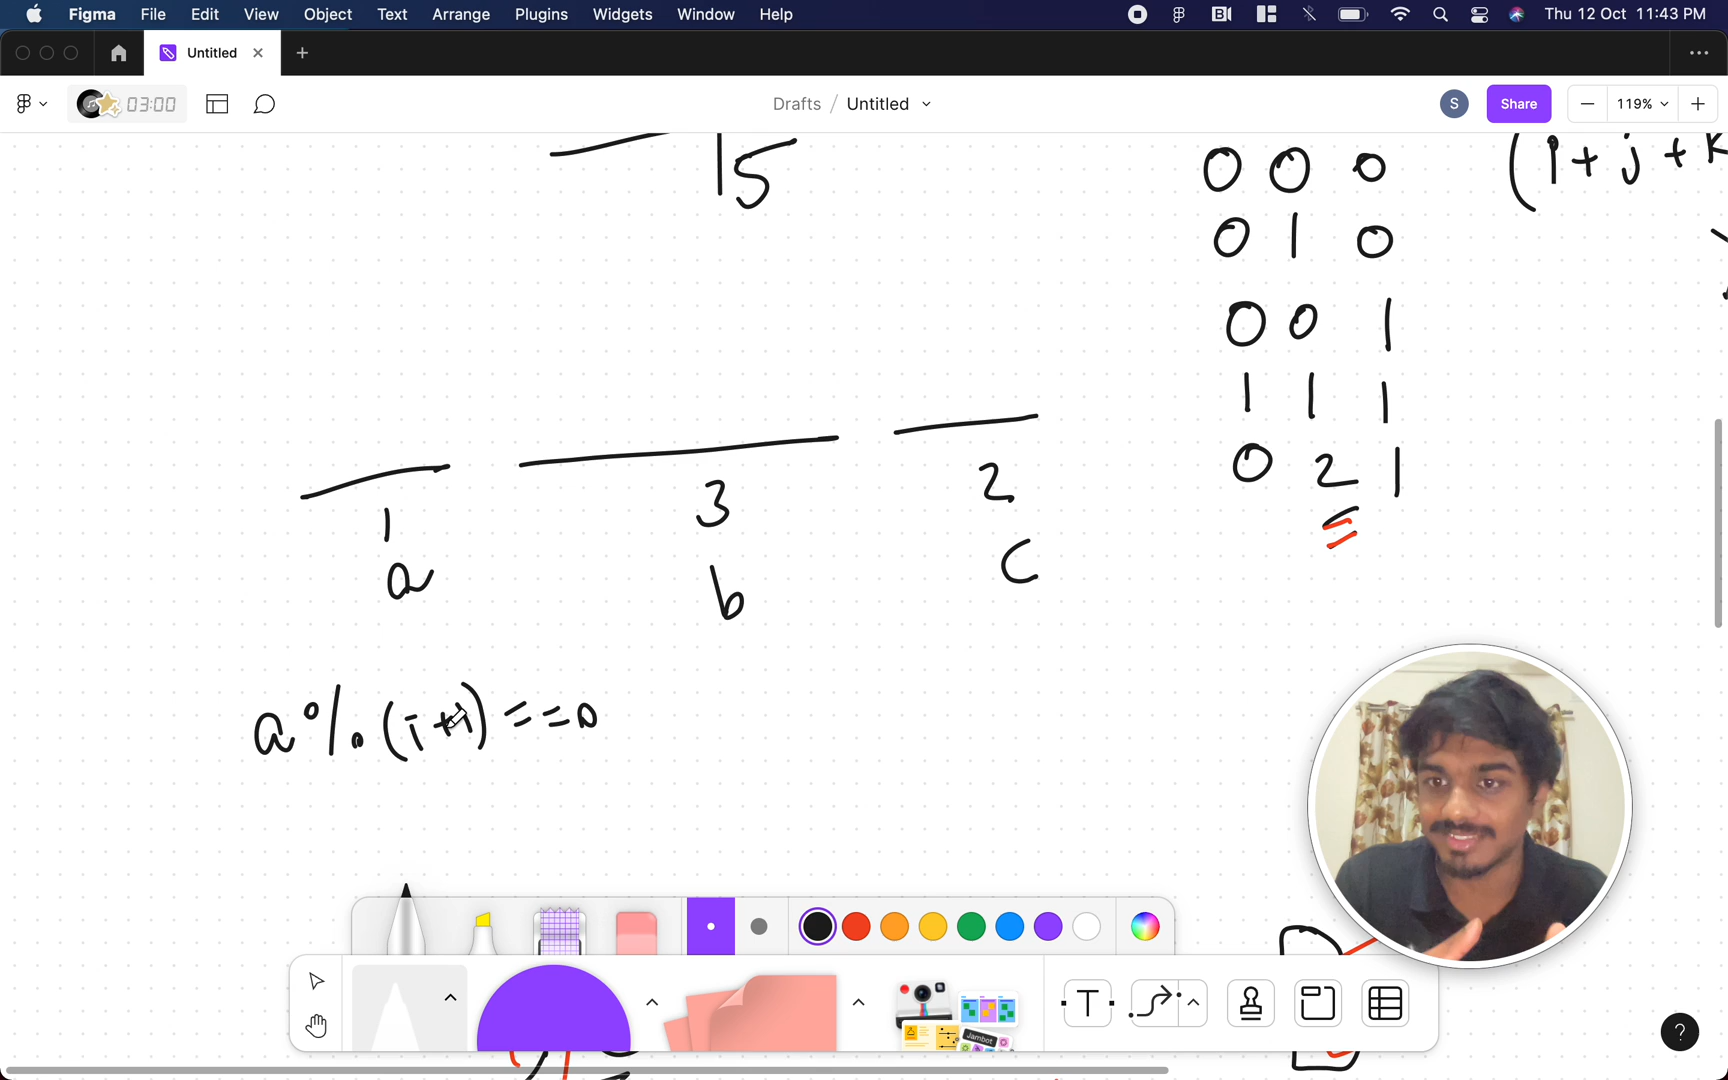 Figma File Edit View Object Text Arrange Plugins Widgets Window Help Thu 12 Oct 11:43 PM
Untitled
03:00 Drafts / Untitled S Share 119%
15
0 0 0
(i + j + k
0 1 0
0 0 1
1 1 1
0 2 1
1 3 2
a b c
a % (i+1) == 0
T
Jambot
?